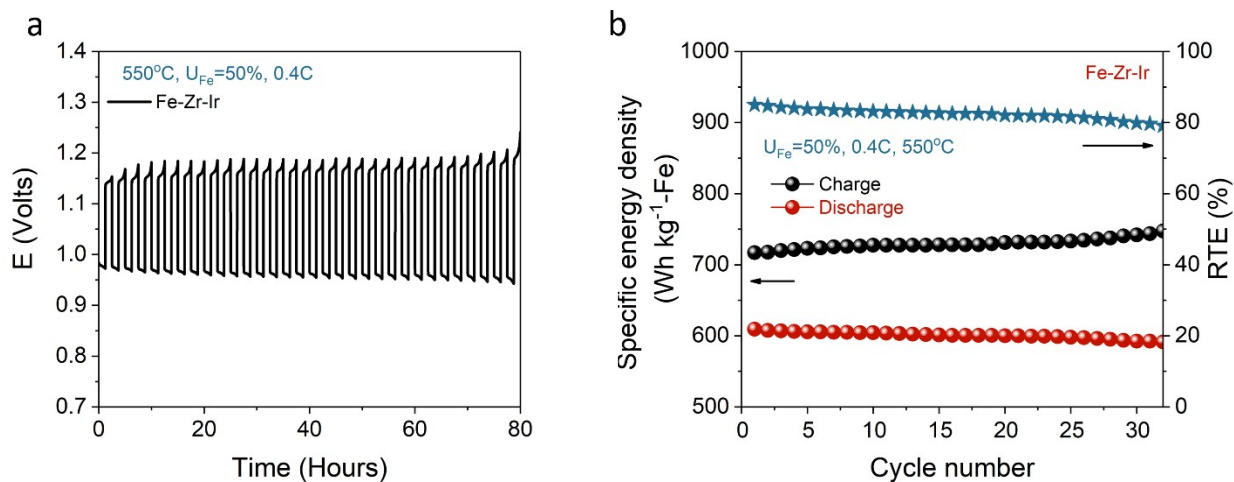 a
1.4
1.3
1.2
1.1
1.0
0.9
0.8
0.7
E (Volts)
550°C, U_Fe=50%, 0.4C
Fe-Zr-Ir
0
20
40
60
80
Time (Hours)
b
1000
900
800
700
600
500
Specific energy density
(Wh kg⁻¹-Fe)
Fe-Zr-Ir
U_Fe=50%, 0.4C, 550°C
Charge
Discharge
100
80
60
40
20
0
RTE (%)
0
5
10
15
20
25
30
Cycle number